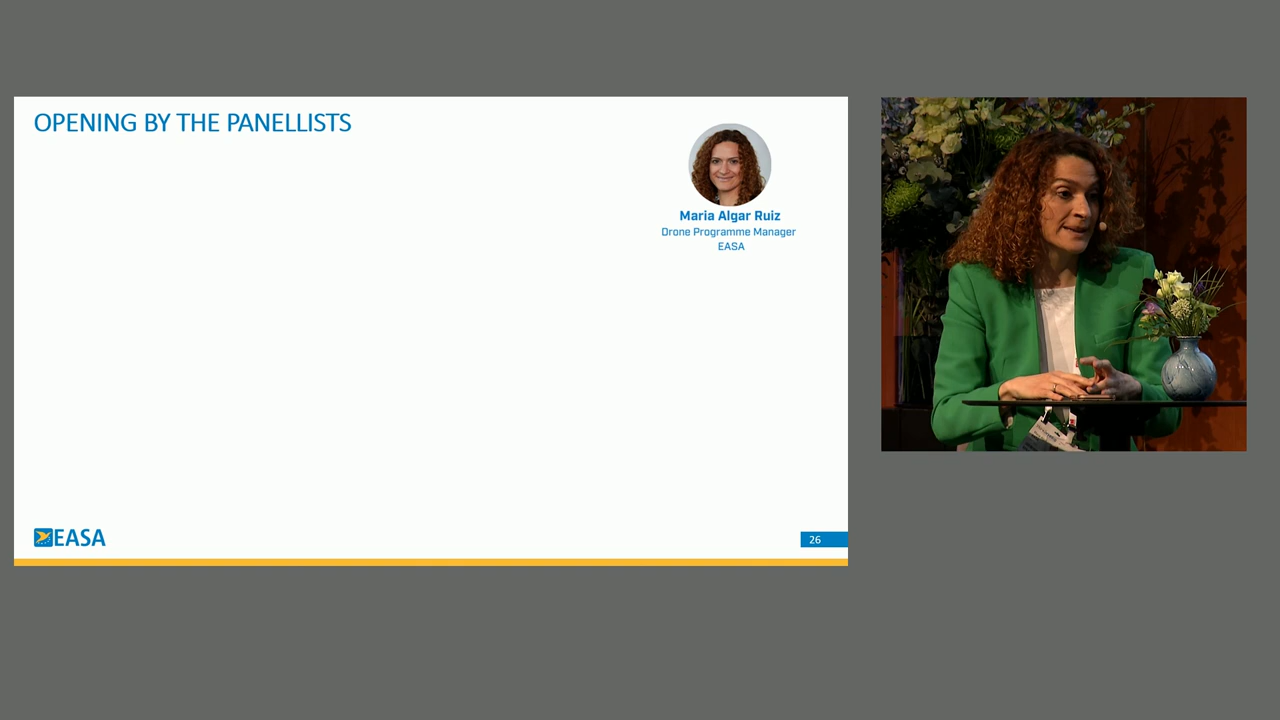 OPENING BY THE PANELLISTS
Maria Algar Ruiz
Drone Programme Manager
EASA
EASA
26